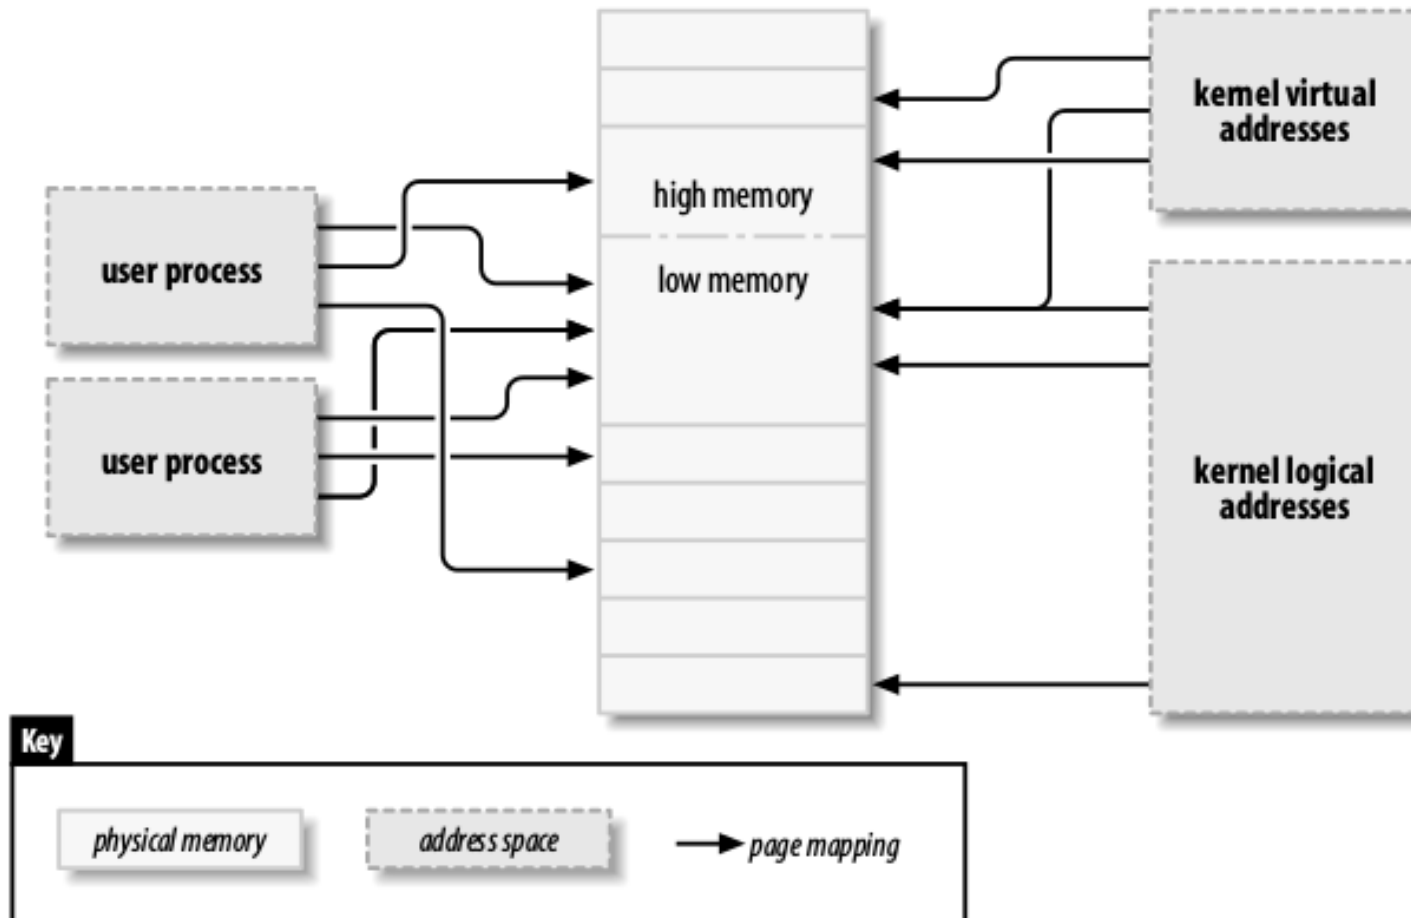 kernel virtual
addresses
high memory
user process
low memory
user process
kernel logical
addresses
Key
physical memory
address space
page mapping